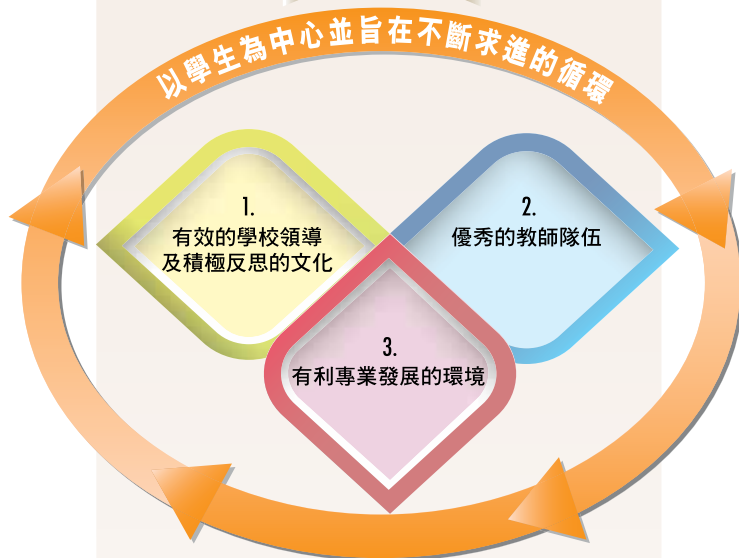 以學生為中心並旨在不斷求進的循環
1.
有效的學校領導
及積極反思的文化
2.
優秀的教師隊伍
3.
有利專業發展的環境